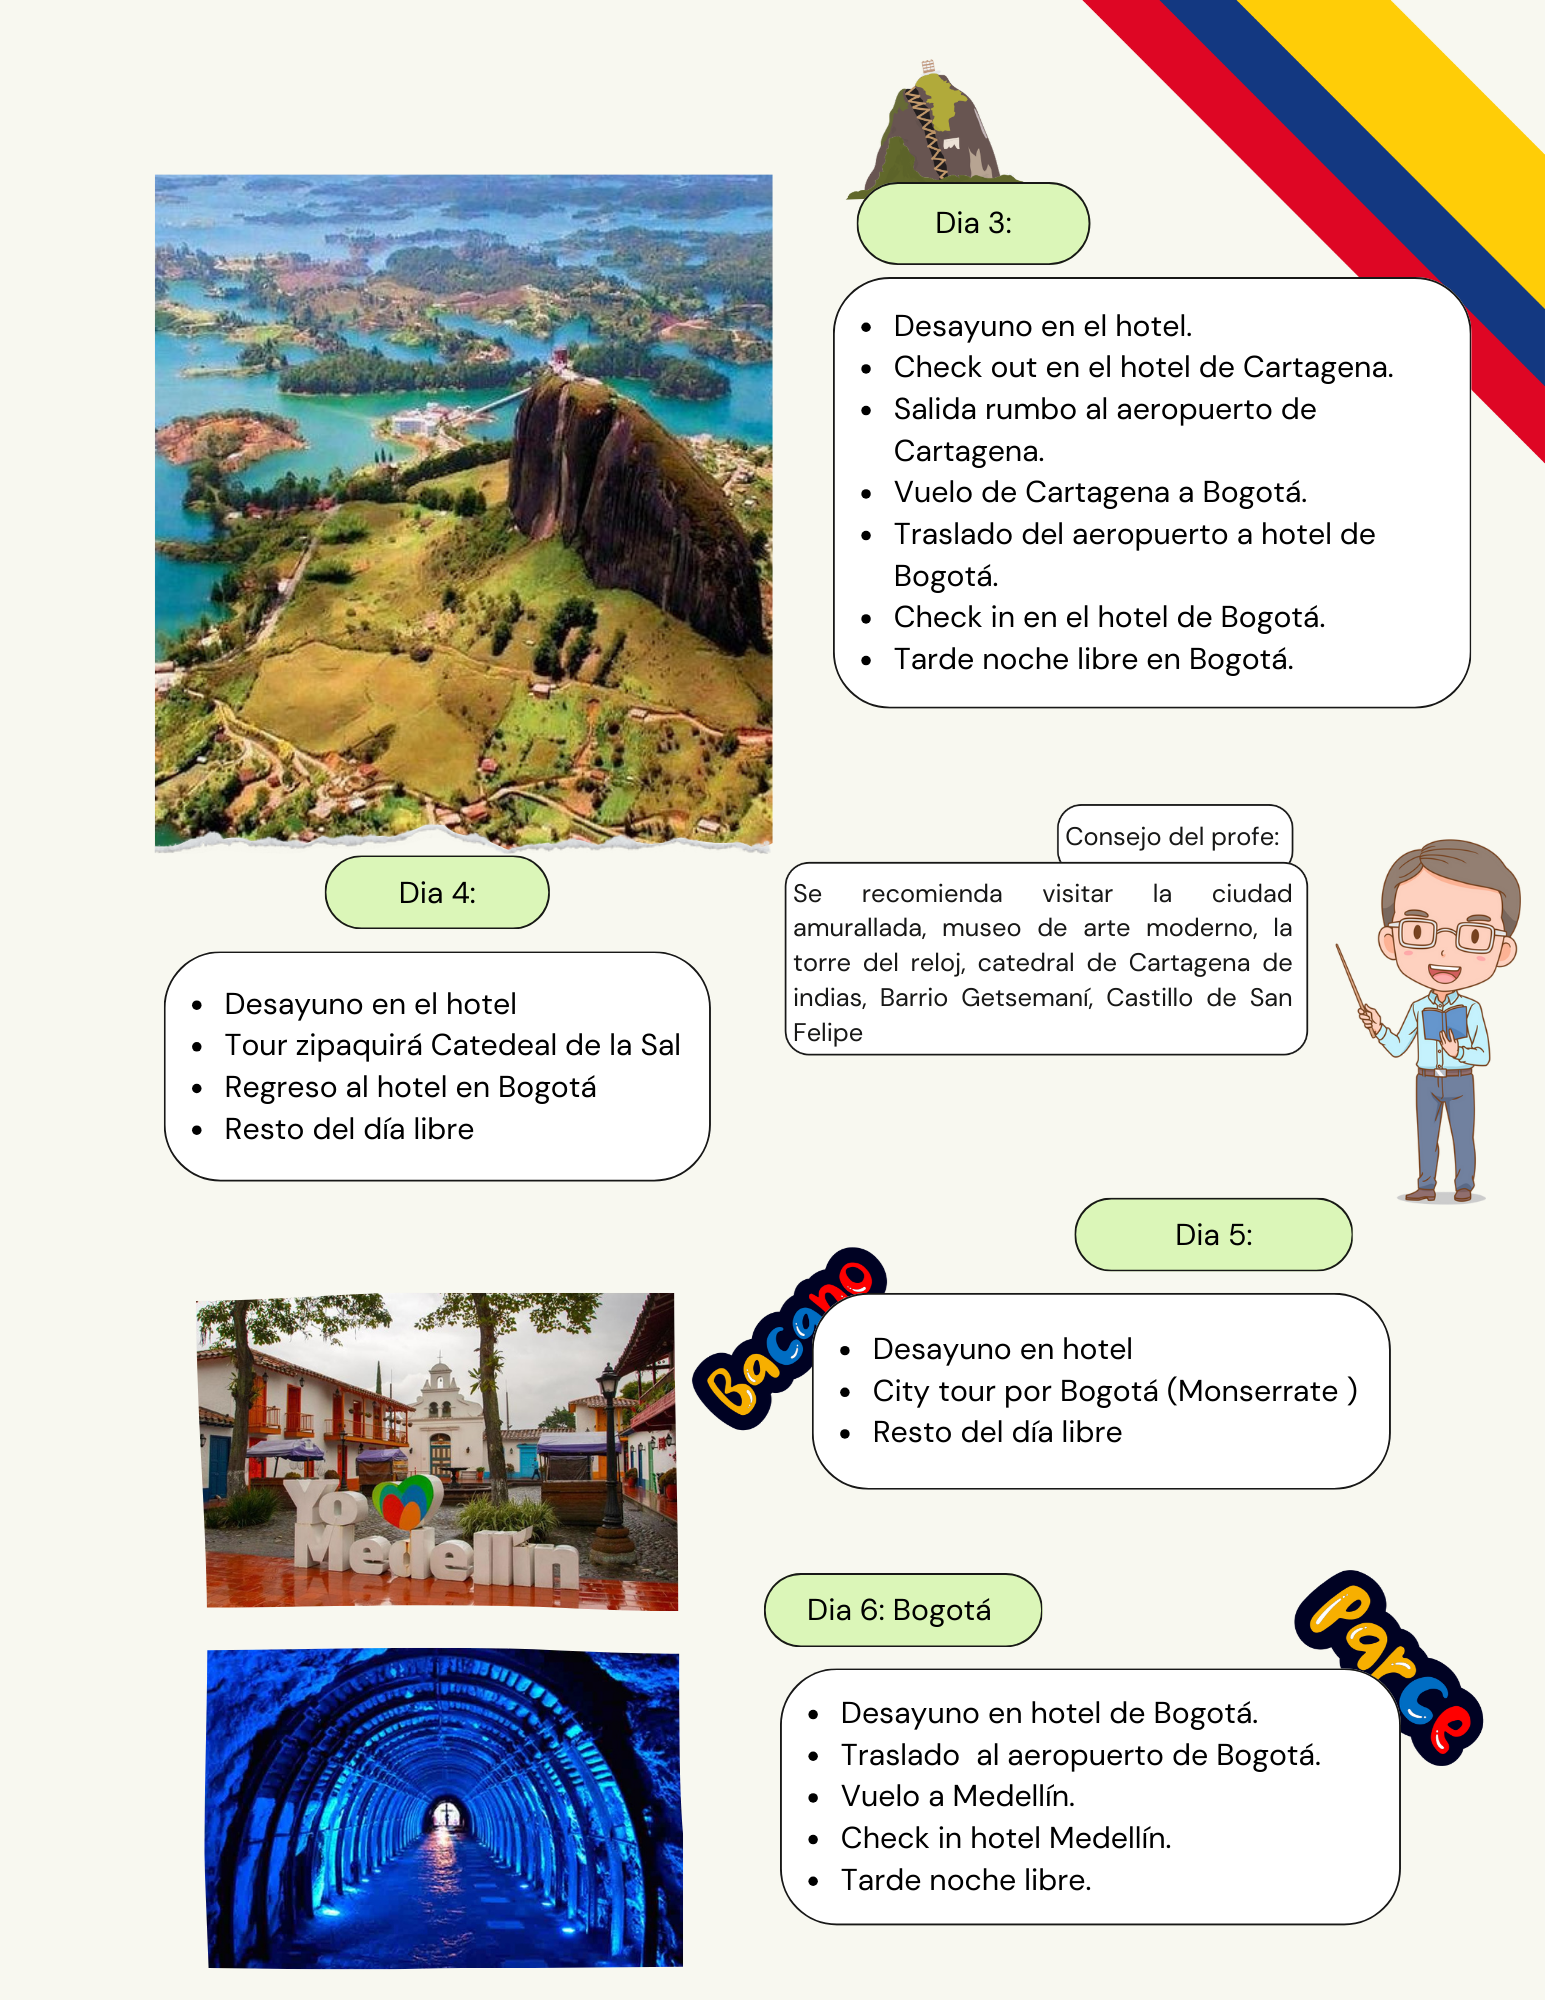 Dia 3:
• Desayuno en el hotel.
• Check out en el hotel de Cartagena.
• Salida rumbo al aeropuerto de
Cartagena.
• Vuelo de Cartagena a Bogotá.
• Traslado del aeropuerto a hotel de
Bogotá.
• Check in en el hotel de Bogotá.
• Tarde noche libre en Bogotá.
Consejo del profe:
Se recomienda visitar la ciudad
amurallada, museo de arte moderno, la
torre del reloj, catedral de Cartagena de
indias, Barrio Getsemaní, Castillo de San
Felipe
Dia 4:
• Desayuno en el hotel
• Tour zipaquirá Catedeal de la Sal
• Regreso al hotel en Bogotá
• Resto del día libre
Dia 5:
Bacano
• Desayuno en hotel
• City tour por Bogotá (Monserrate )
• Resto del día libre
Yo
Medellín
Dia 6: Bogotá
Parce
• Desayuno en hotel de Bogotá.
• Traslado  al aeropuerto de Bogotá.
• Vuelo a Medellín.
• Check in hotel Medellín.
• Tarde noche libre.